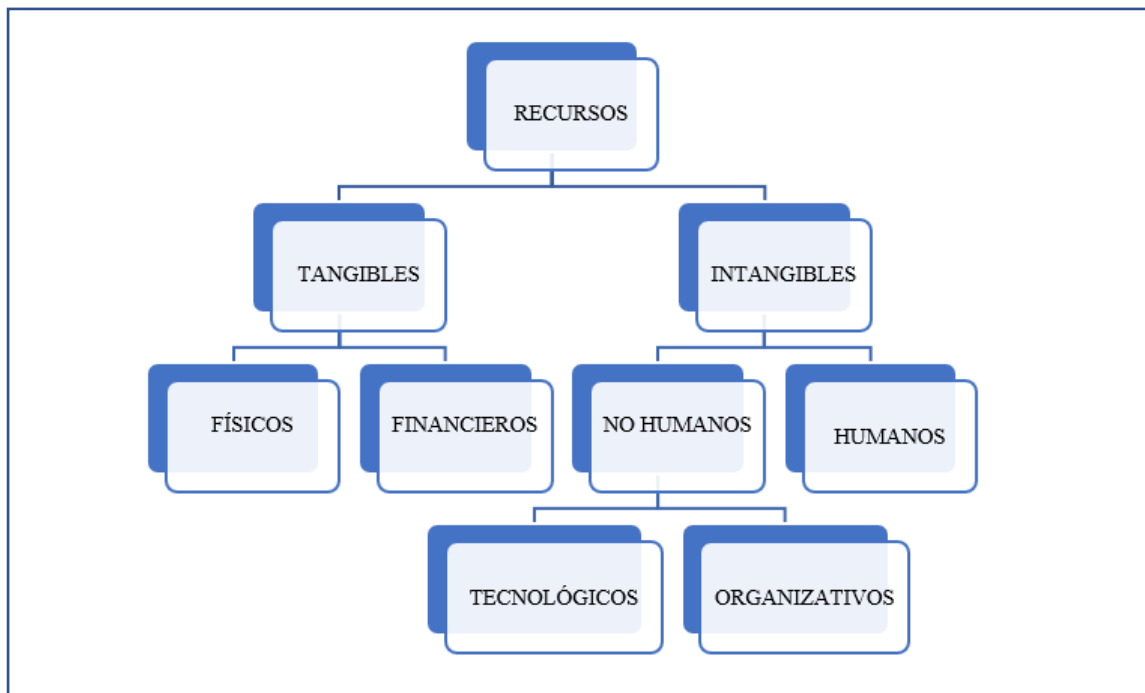 RECURSOS
TANGIBLES
INTANGIBLES
FÍSICOS
FINANCIEROS
NO HUMANOS
HUMANOS
TECNOLÓGICOS
ORGANIZATIVOS